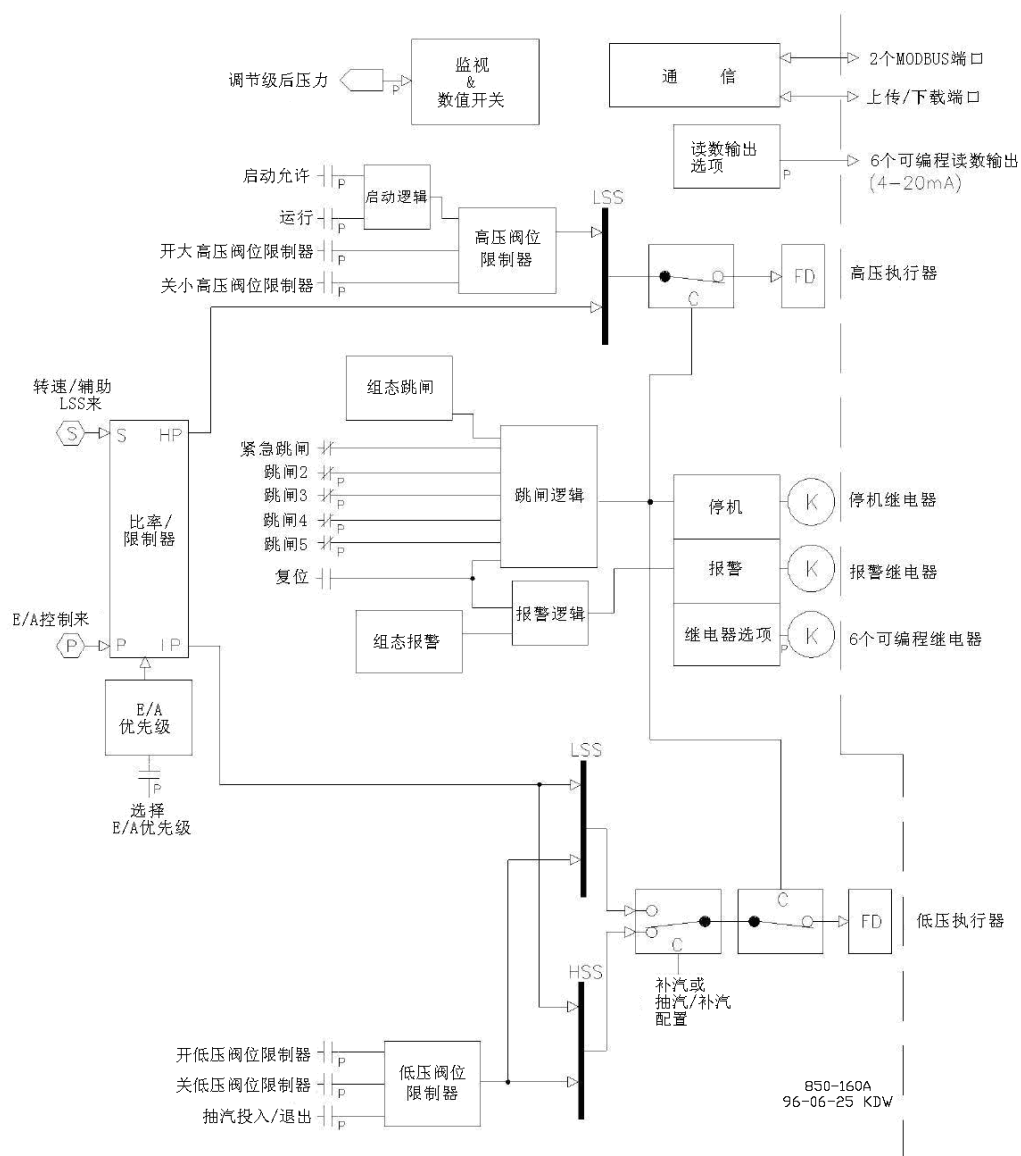 调节级后压力
P
监视
&
数值开关
通 信
2个MODBUS端口
上传/下载端口
读数输出
选项
P
6个可编程读数输出
(4-20mA)
启动允许
P
启动逻辑
运行
P
开大高压阀位限制器
P
关小高压阀位限制器
P
高压阀位
限制器
LSS
C
FD
高压执行器
转速/辅助
LSS来
S
S
HP
比率/
限制器
E/A控制来
P
P
IP
E/A
优先级
P
选择
E/A优先级
组态跳闸
紧急跳闸
跳闸2
P
跳闸3
P
跳闸4
P
跳闸5
P
复位
跳闸逻辑
组态报警
报警逻辑
停机
K
停机继电器
报警
K
报警继电器
继电器选项
P
K
6个可编程继电器
LSS
HSS
C
补汽或
抽汽/补汽
配置
C
FD
低压执行器
开低压阀位限制器
P
关低压阀位限制器
P
抽汽投入/退出
P
低压阀位
限制器
850-160A
96-06-25 KDW